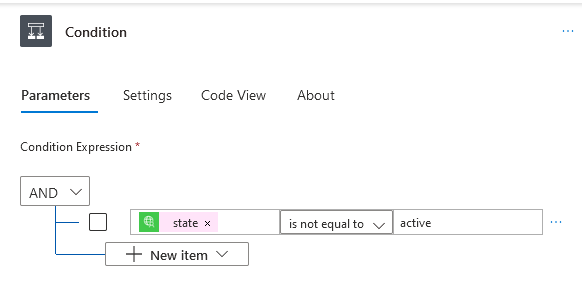 Condition
Parameters Settings Code View About
Condition Expression *
AND
state × is not equal to active
New item